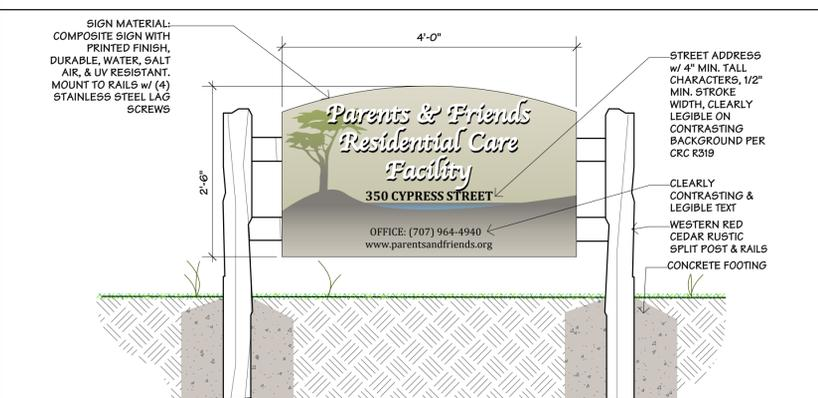 SIGN MATERIAL:
COMPOSITE SIGN WITH
PRINTED FINISH,
DURABLE, WATER, SALT
AIR, & UV RESISTANT.
MOUNT TO RAILS w/ (4)
STAINLESS STEEL LAG
SCREWS
4'-0"
2'-6"
Parents & Friends
Residential Care
Facility
350 CYPRESS STREET
OFFICE: (707) 964-4940
www.parentsandfriends.org
STREET ADDRESS
w/ 4" MIN. TALL
CHARACTERS, 1/2"
MIN. STROKE
WIDTH, CLEARLY
LEGIBLE ON
CONTRASTING
BACKGROUND PER
CRC R319
CLEARLY
CONTRASTING &
LEGIBLE TEXT
WESTERN RED
CEDAR RUSTIC
SPLIT POST & RAILS
CONCRETE FOOTING